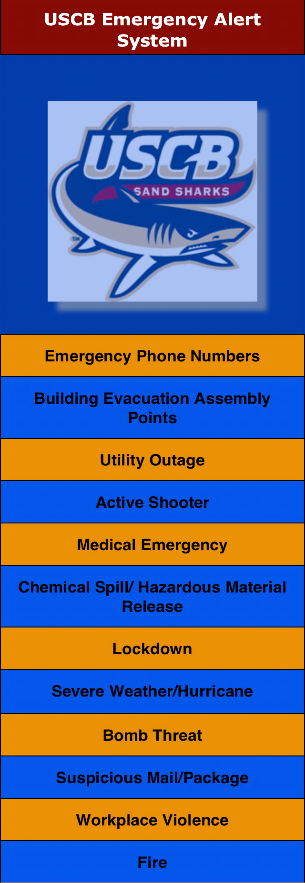 USCB Emergency Alert
System
USCB
SAND SHARKS
TM
Emergency Phone Numbers
Building Evacuation Assembly
Points
Utility Outage
Active Shooter
Medical Emergency
Chemical Spill/ Hazardous Material
Release
Lockdown
Severe Weather/Hurricane
Bomb Threat
Suspicious Mail/Package
Workplace Violence
Fire